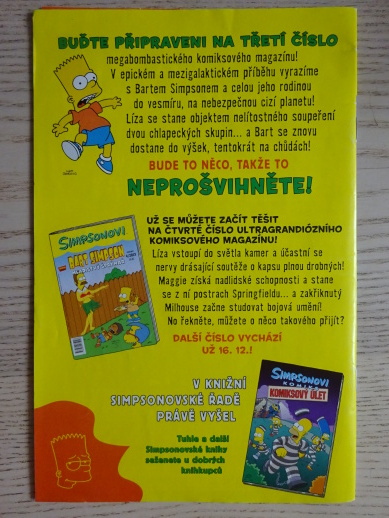 BUĎTE PŘIPRAVENI NA TŘETÍ ČÍSLO
megabombastického komiksového magazínu!
V epickém a mezigalaktickém příběhu vyrazíme
s Bartem Simpsonem a celou jeho rodinou
do vesmíru, na nebezpečnou cizí planetu!
Líza se stane objektem nelítostného soupeření
dvou chlapeckých skupin... a Bart se znovu
dostane do výšek, tentokrát na chůdách!
BUDE TO NĚCO, TAKŽE TO
NEPROŠVIHNĚTE!
UŽ SE MŮŽETE ZAČÍT TĚŠIT
NA ČTVRTÉ ČÍSLO ULTRAGRANDIÓZNÍHO
KOMIKSOVÉHO MAGAZÍNU!
Líza vstoupí do světa kamer a účastní se
nervy drásající soutěže o kapsu plnou drobných!
Maggie získá nadlidské schopnosti a stane
se z ní postrach Springfieldu... a zakřiknutý
Milhouse začne studovat bojová umění!
No řekněte, můžete o něco takového přijít?
DALŠÍ ČÍSLO VYCHÁZÍ
UŽ 16. 12.!
SIMPSONOVI
BART SIMPSON
V KNIŽNÍ
SIMPSONOVSKÉ ŘADĚ
PRÁVĚ VYŠEL
Tuhle a další
Simpsonovské knihy
seženete u dobrých
knihkupců
SIMPSONOVI
KOMIKS
KOMIKSOVÝ ÚLET